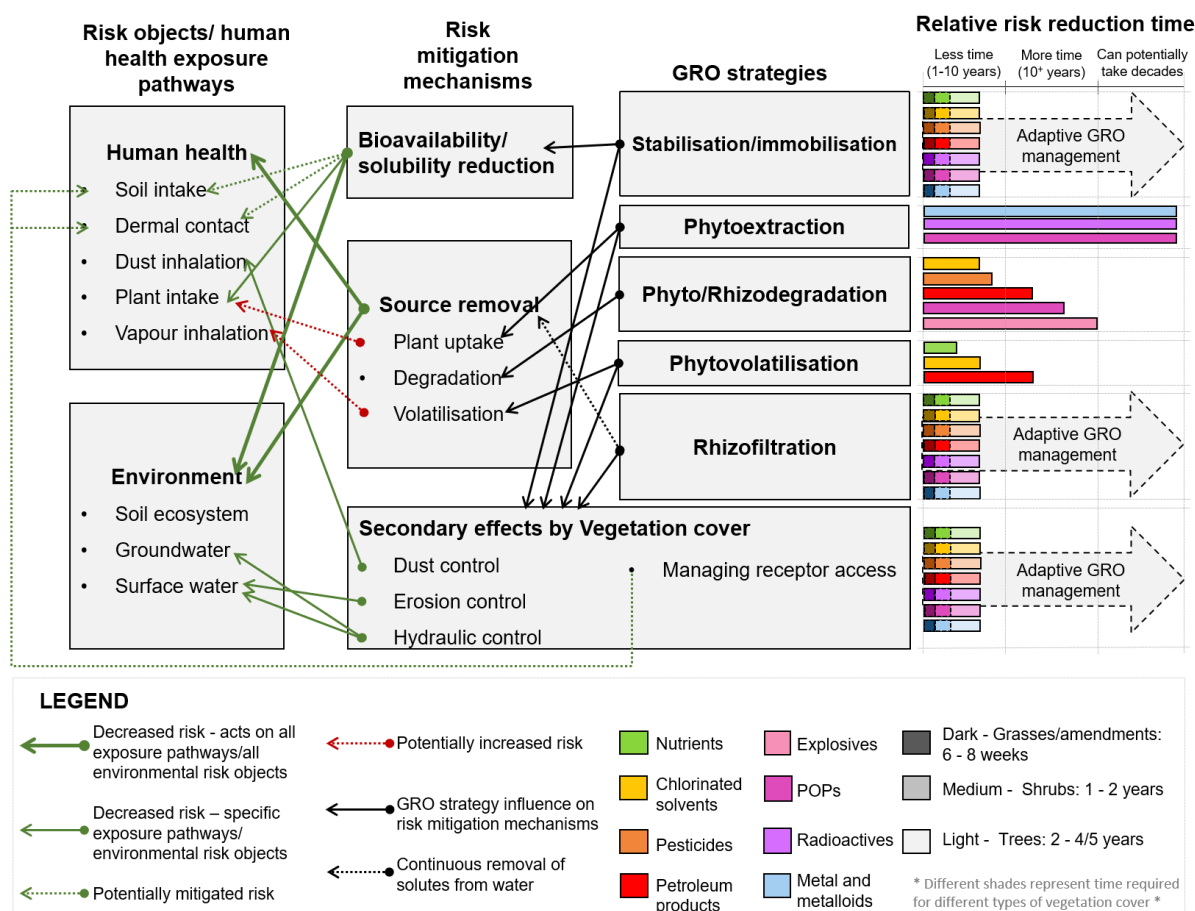 Risk objects/ human
health exposure
pathways
Risk
mitigation
mechanisms
GRO strategies
Relative risk reduction time
Less time
(1-10 years)
More time
(10⁺ years)
Can potentially
take decades
Human health
• Soil intake
• Dermal contact
• Dust inhalation
• Plant intake
• Vapour inhalation
Environment
• Soil ecosystem
• Groundwater
• Surface water
Bioavailability/
solubility reduction
Source removal
Plant uptake
• Degradation
Volatilisation
Stabilisation/immobilisation
Phytoextraction
Phyto/Rhizodegradation
Phytovolatilisation
Rhizofiltration
Secondary effects by Vegetation cover
Dust control
Erosion control
Hydraulic control
• Managing receptor access
Adaptive GRO
management
Adaptive GRO
management
Adaptive GRO
management
LEGEND
Decreased risk - acts on all
exposure pathways/all
environmental risk objects
Decreased risk – specific
exposure pathways/
environmental risk objects
Potentially mitigated risk
Potentially increased risk
GRO strategy influence on
risk mitigation mechanisms
Continuous removal of
solutes from water
Nutrients
Chlorinated
solvents
Pesticides
Petroleum
products
Explosives
POPs
Radioactives
Metal and
metalloids
Dark - Grasses/amendments:
6 - 8 weeks
Medium - Shrubs: 1 - 2 years
Light - Trees: 2 - 4/5 years
* Different shades represent time required
for different types of vegetation cover *